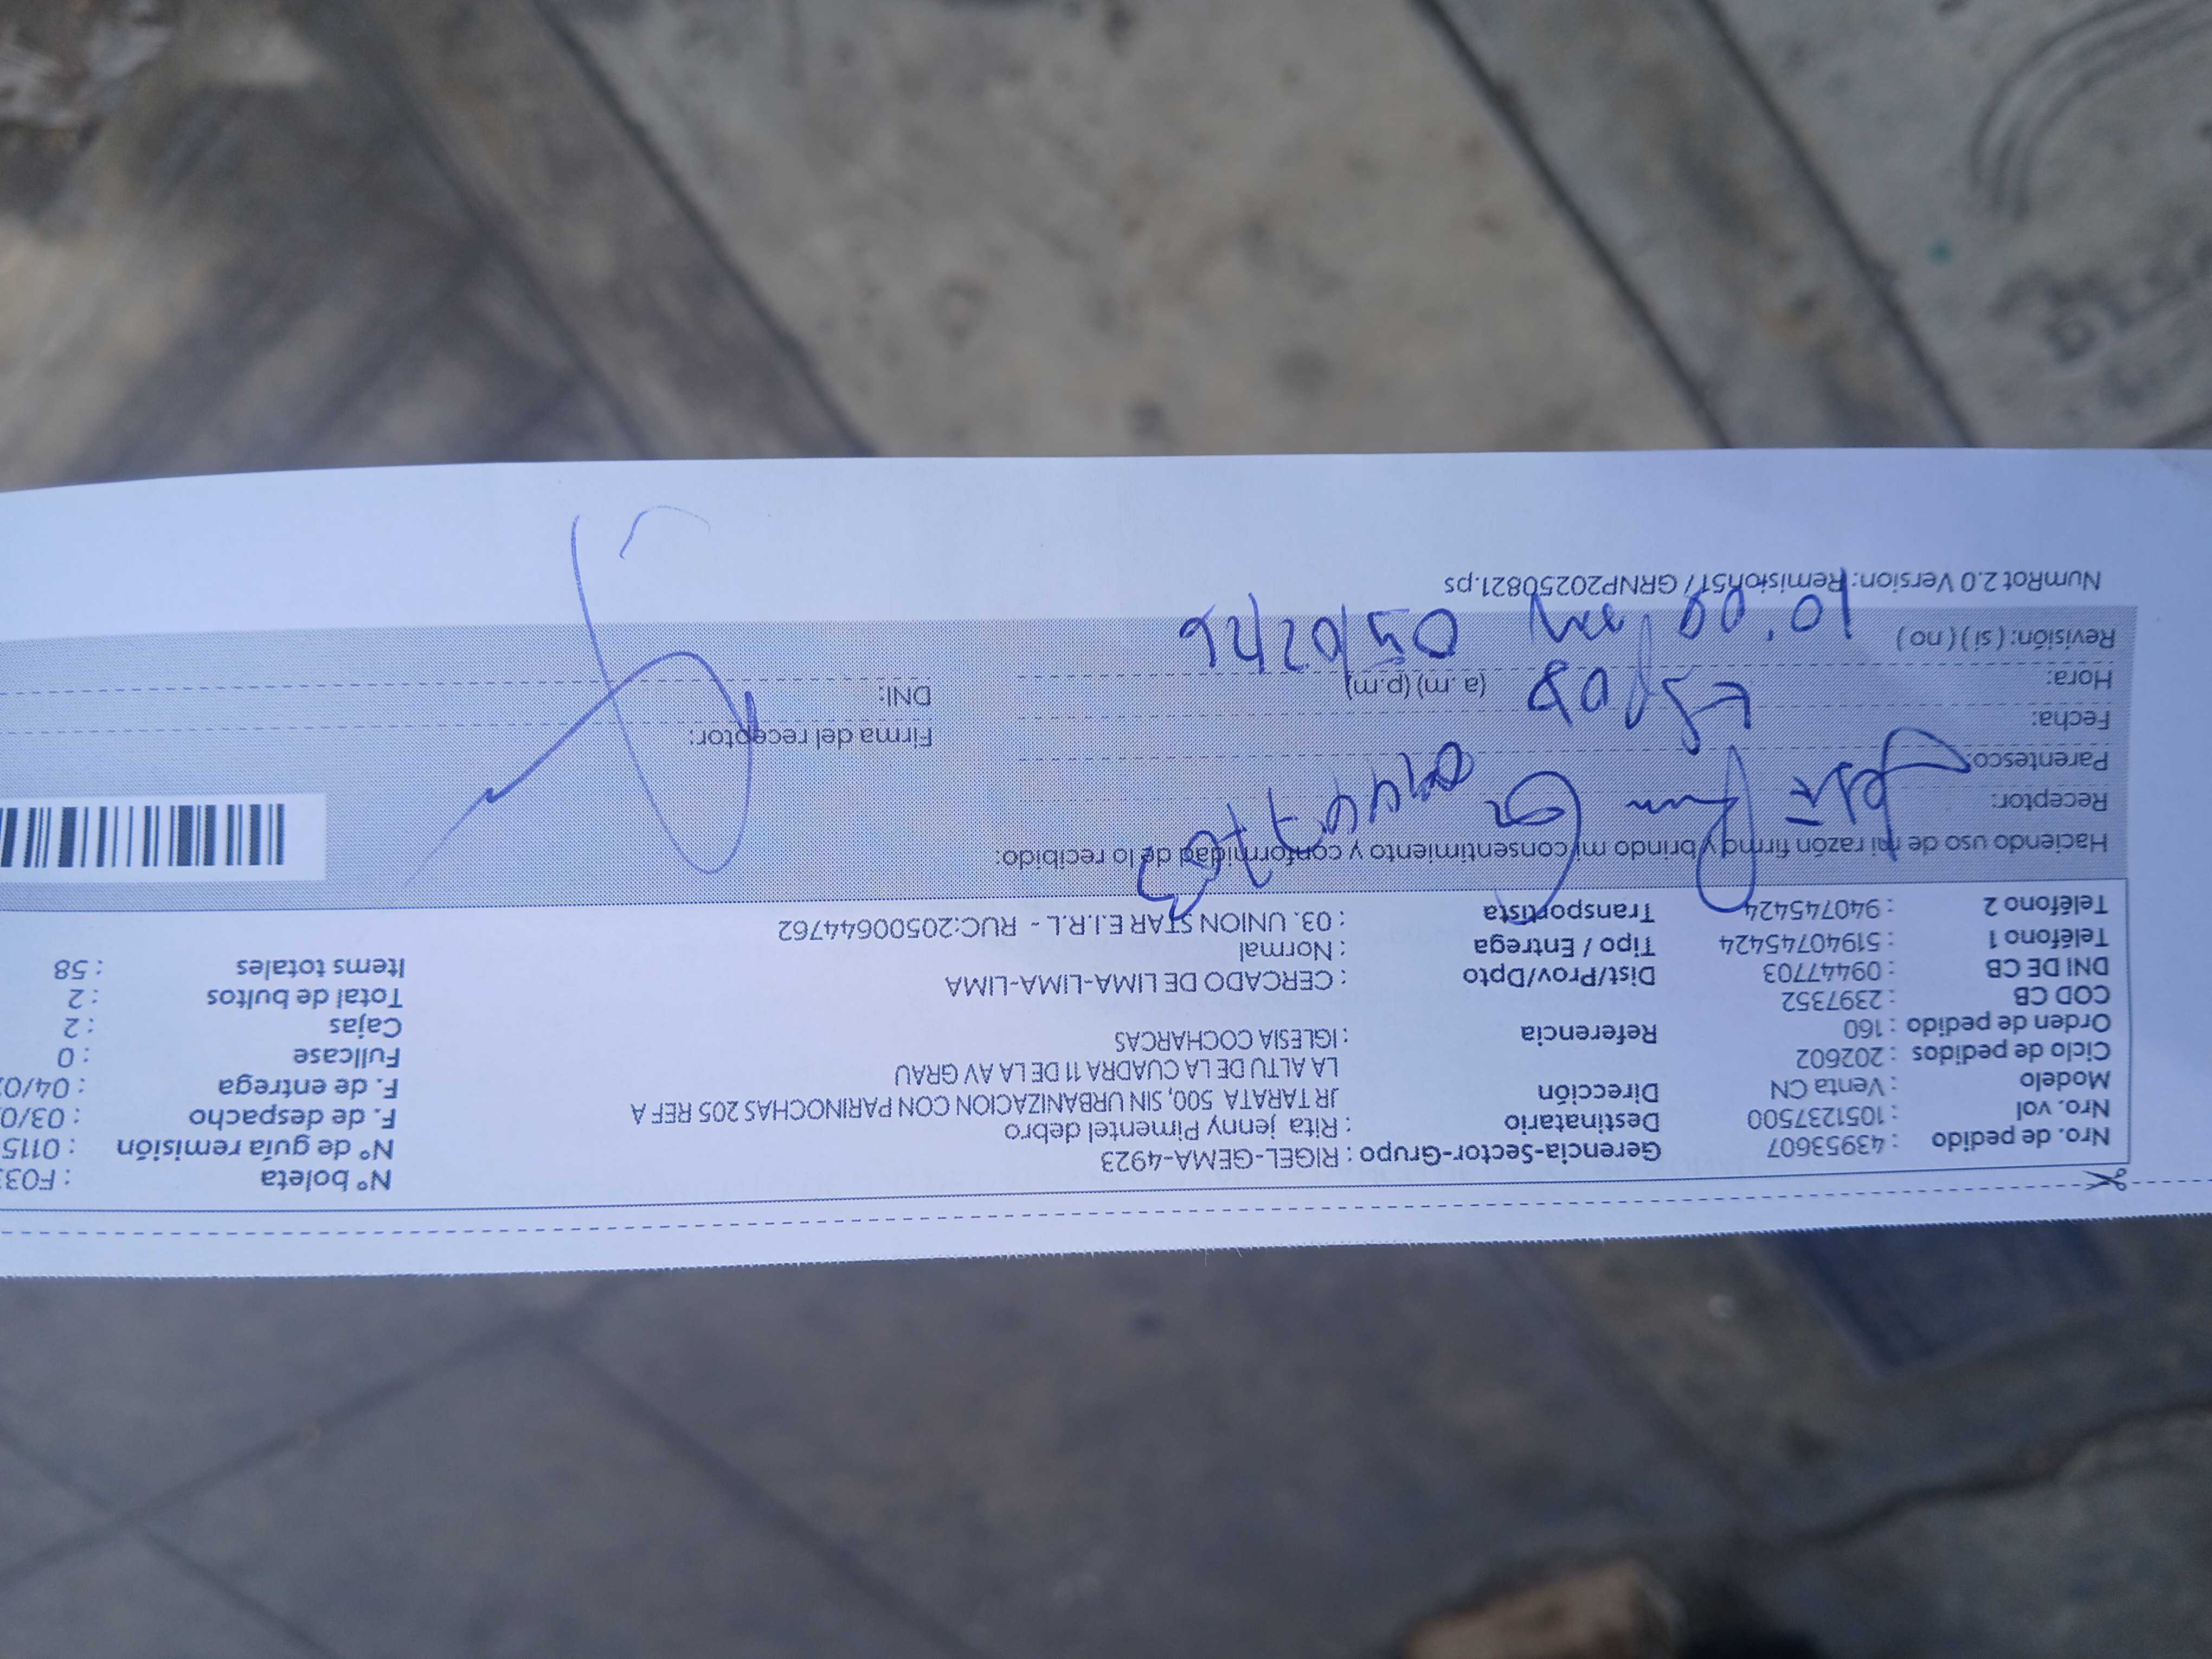 Nro. de pedido : 43953607 Gerencia-Sector-Grupo : RIGEL-GEMA-4923 N° boleta : F03
Nro. vol : 1051237500 Destinatario : Rita jenny Pimentel debro N° de guía remisión : 0115
Modelo : Venta CN Dirección JR TARATA 500, SIN URBANIZACION CON PARINOCHAS 205 REF A F. de despacho : 03/0
Ciclo de pedidos : 202602 LA ALTU DE LA CUADRA 11 DE LA AV GRAU F. de entrega : 04/0
Orden de pedido : 160 Referencia : IGLESIA COCHARCAS Fullcase : 0
COD CB : 2397352 Cajas : 2
DNI DE CB : 09447703 Dist/Prov/Dpto : CERCADO DE LIMA-LIMA-LIMA Total de bultos : 2
Teléfono 1 : 51940745424 Tipo / Entrega : Normal Items totales : 58
Teléfono 2 : 940745424 Transportista : 03. UNION STAR E.I.R.L - RUC:20500644762
Haciendo uso de mi razón firmo y brindo mi consentimiento y conformidad de lo recibido:
Receptor:
Parentesco:
Fecha: Firma del receptor:
Hora: (a.m) (p.m) DNI:
Revisión: ( si ) ( no ) 05/02/26
NumRot 2.0 Version: Remision517 GRNP20250821.ps